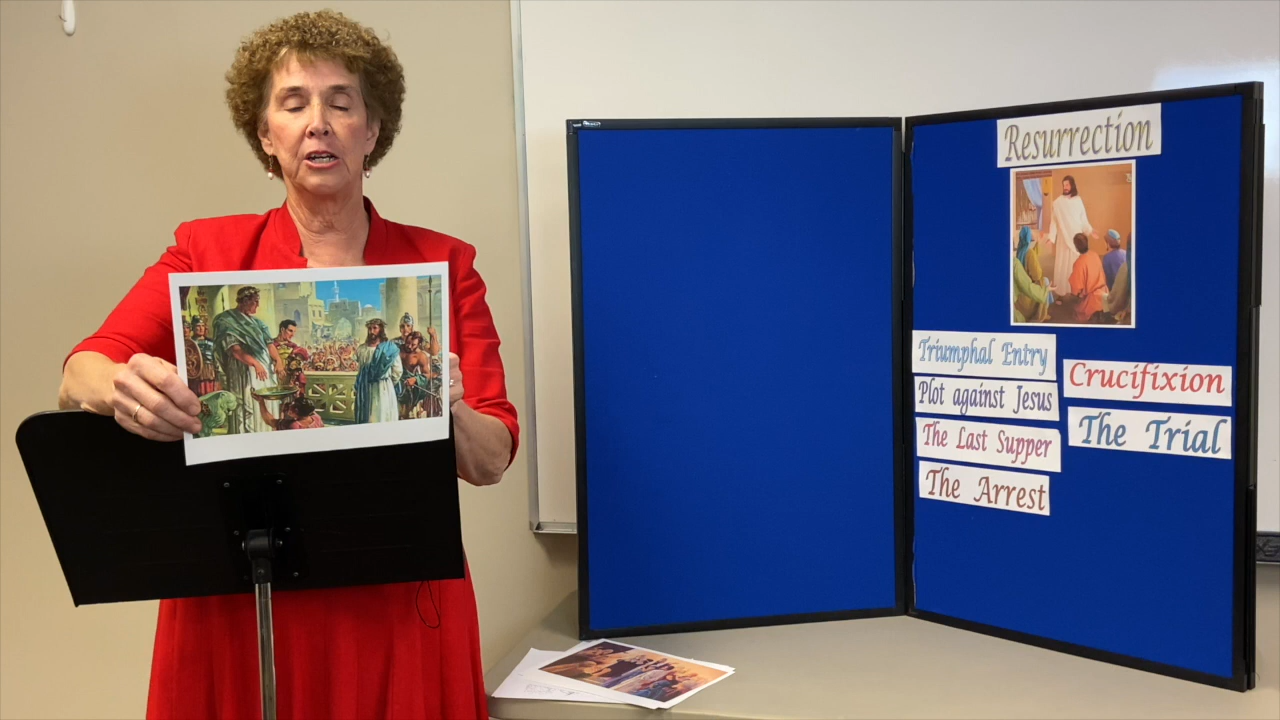 Resurrection
Triumphal Entry
Plot against Jesus
The Last Supper
The Arrest
Crucifixion
The Trial